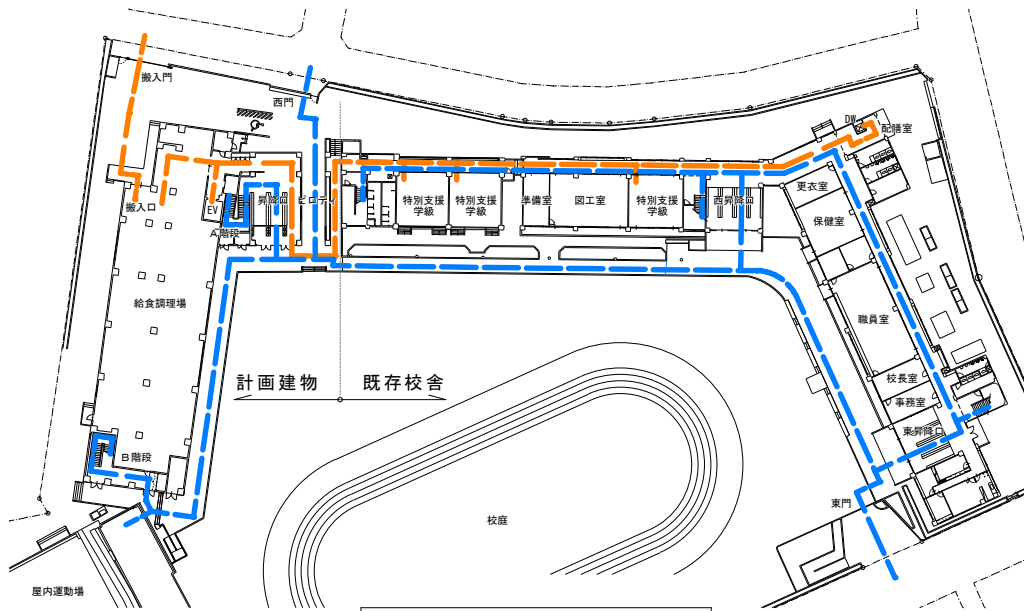 搬入門
西門
DW
配膳室
更衣室
保健室
昇降口
ピロティ
特別支援
学級
特別支援
学級
準備室
図工室
特別支援
学級
西昇降口
搬入口
EV
A階段
給食調理場
職員室
校長室
事務室
東昇降口
計画建物
既存校舎
B階段
東門
校庭
屋内運動場